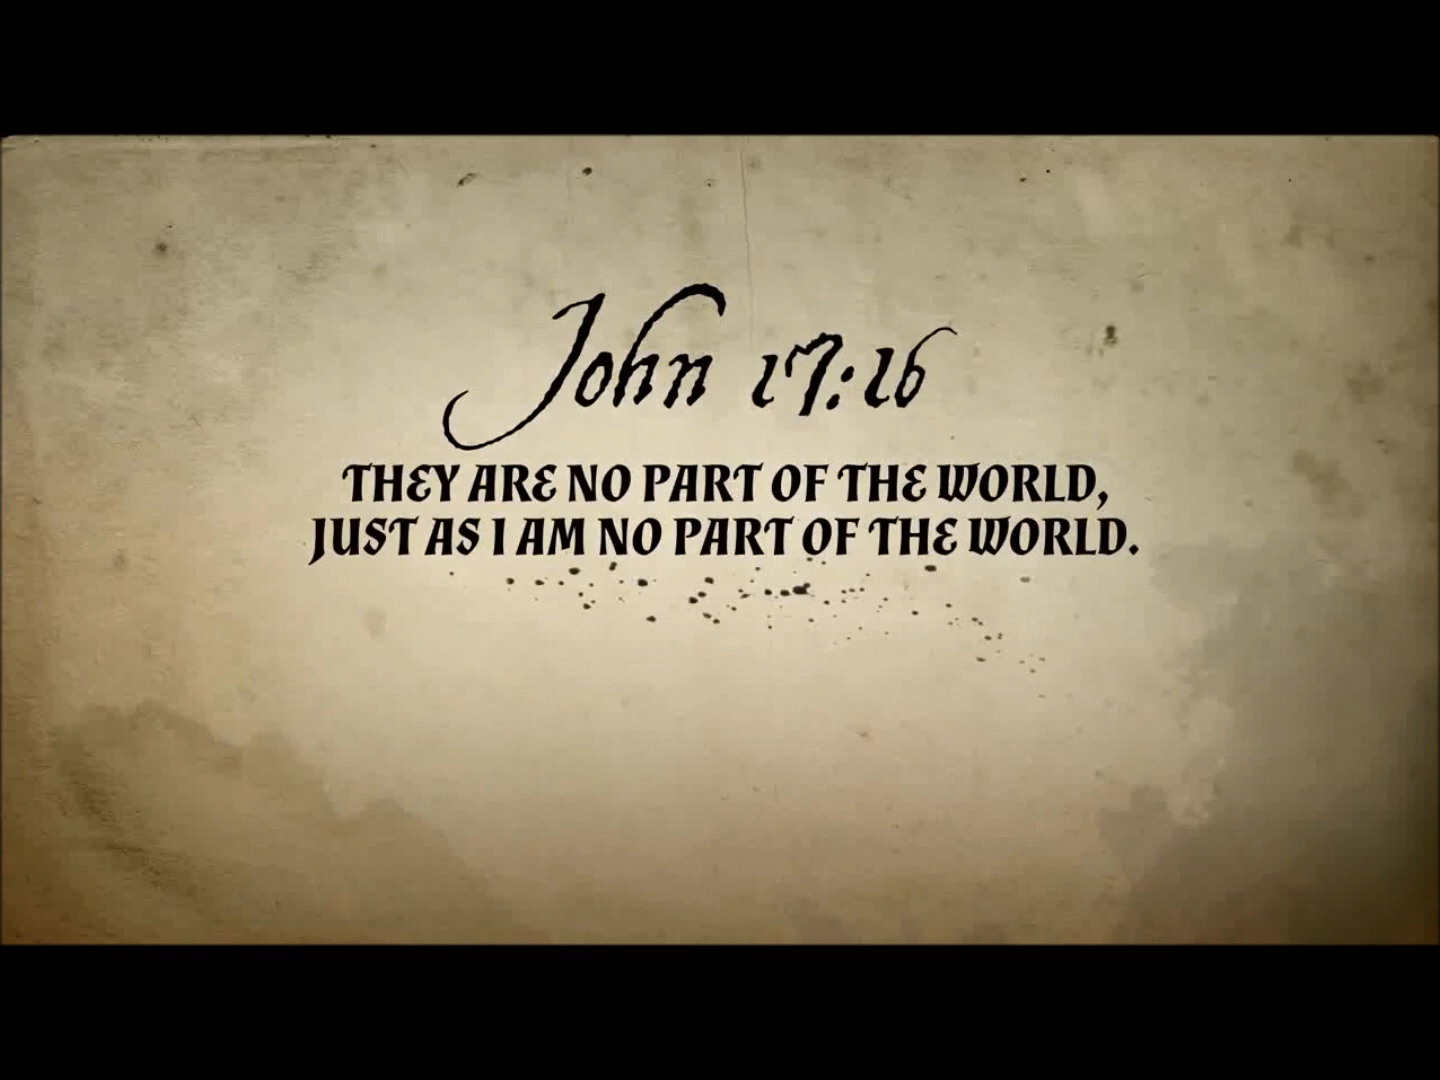 John 17:16
THEY ARE NO PART OF THE WORLD,
JUST AS I AM NO PART OF THE WORLD.